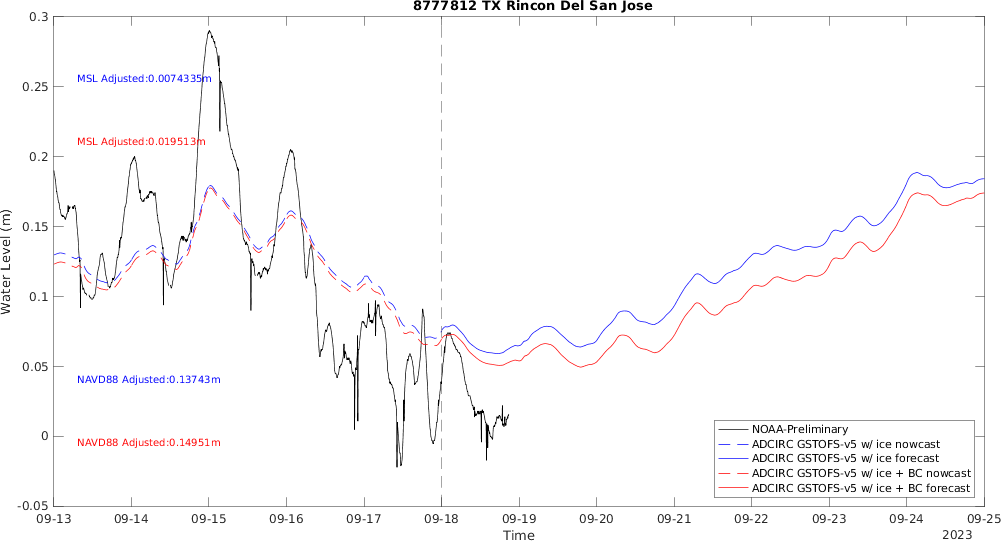 8777812 TX Rincon Del San Jose
0.3
0.25
0.2
0.15
0.1
0.05
0
-0.05
Water Level (m)
MSL Adjusted:0.0074335m
MSL Adjusted:0.019513m
NAVD88 Adjusted:0.13743m
NAVD88 Adjusted:0.14951m
NOAA-Preliminary
ADCIRC GSTOFS-v5 w/ ice nowcast
ADCIRC GSTOFS-v5 w/ ice forecast
ADCIRC GSTOFS-v5 w/ ice + BC nowcast
ADCIRC GSTOFS-v5 w/ ice + BC forecast
09-13 09-14 09-15 09-16 09-17 09-18 09-19 09-20 09-21 09-22 09-23 09-24 09-25
Time
2023